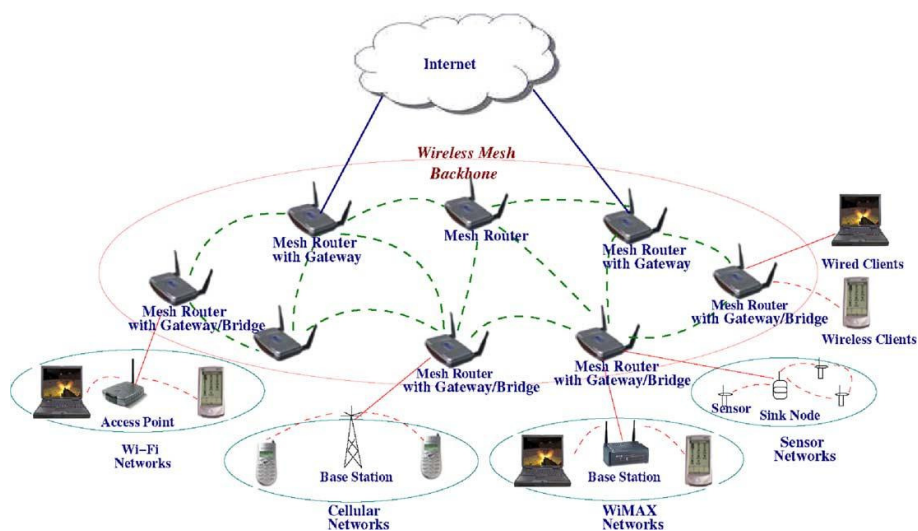 Internet
Wireless Mesh
Backbone
Mesh Router
with Gateway
Mesh Router
Mesh Router
with Gateway
Wired Clients
Mesh Router
with Gateway/Bridge
Mesh Router
with Gateway/Bridge
Wireless Clients
Mesh Router
with Gateway/Bridge
Mesh Router
with Gateway/Bridge
Access Point
Wi-Fi
Networks
Sensor
Sink Node
Sensor
Networks
Base Station
Cellular
Networks
Base Station
WiMAX
Networks